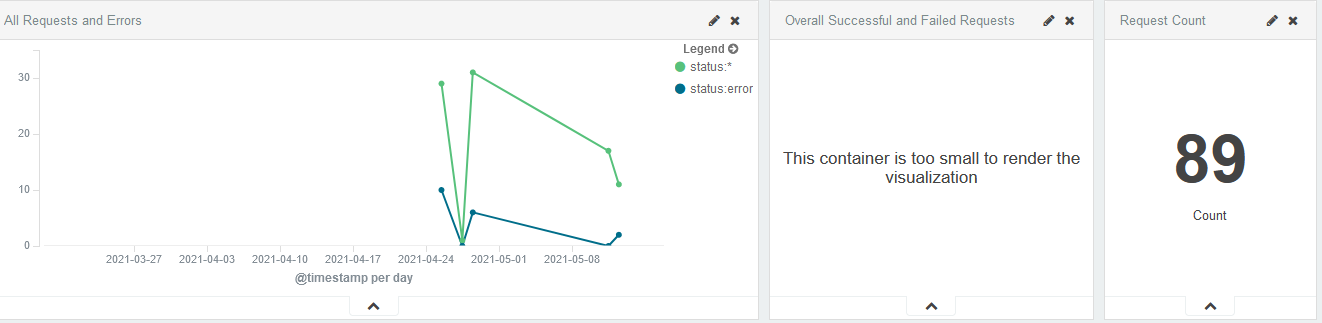 All Requests and Errors
Legend
status:*
status:error
30
20
10
0
2021-03-27 2021-04-03 2021-04-10 2021-04-17 2021-04-24 2021-05-01 2021-05-08
@timestamp per day
Overall Successful and Failed Requests
This container is too small to render the
visualization
Request Count
89
Count